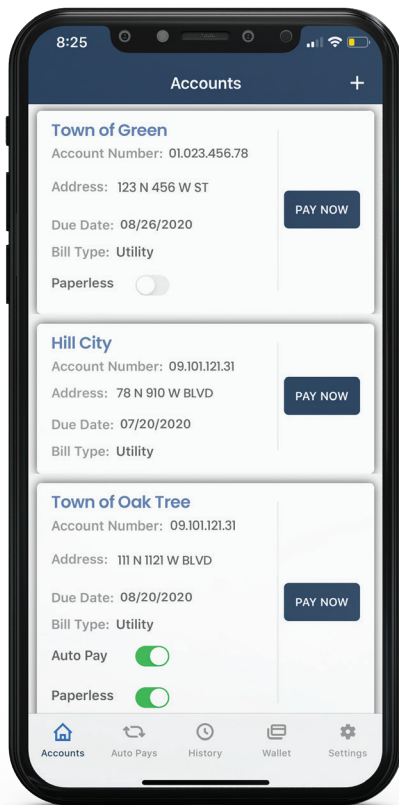 8:25
Accounts +
Town of Green
Account Number: 01.023.456.78
Address: 123 N 456 W ST
PAY NOW
Due Date: 08/26/2020
Bill Type: Utility
Paperless
Hill City
Account Number: 09.101.121.31
Address: 78 N 910 W BLVD
PAY NOW
Due Date: 07/20/2020
Bill Type: Utility
Town of Oak Tree
Account Number: 09.101.121.31
Address: 111 N 1121 W BLVD
Due Date: 08/20/2020
PAY NOW
Bill Type: Utility
Auto Pay
Paperless
Accounts Auto Pays History Wallet Settings